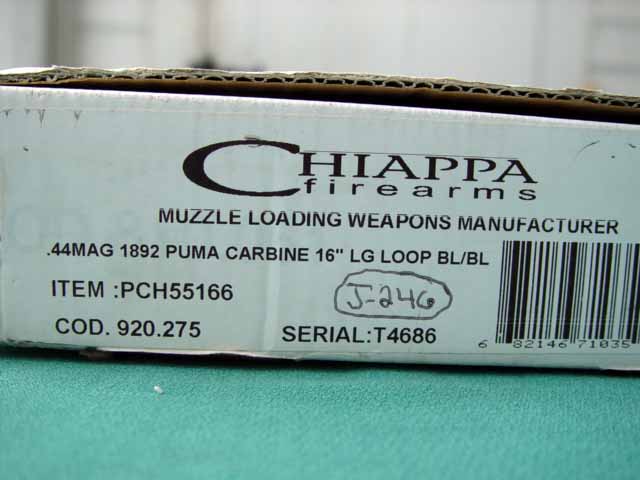 CHIAPPA
firearms
MUZZLE LOADING WEAPONS MANUFACTURER
.44MAG 1892 PUMA CARBINE 16" LG LOOP BL/BL
ITEM :PCH55166
J-246
COD. 920.275
SERIAL:T4686
6 82146 71035